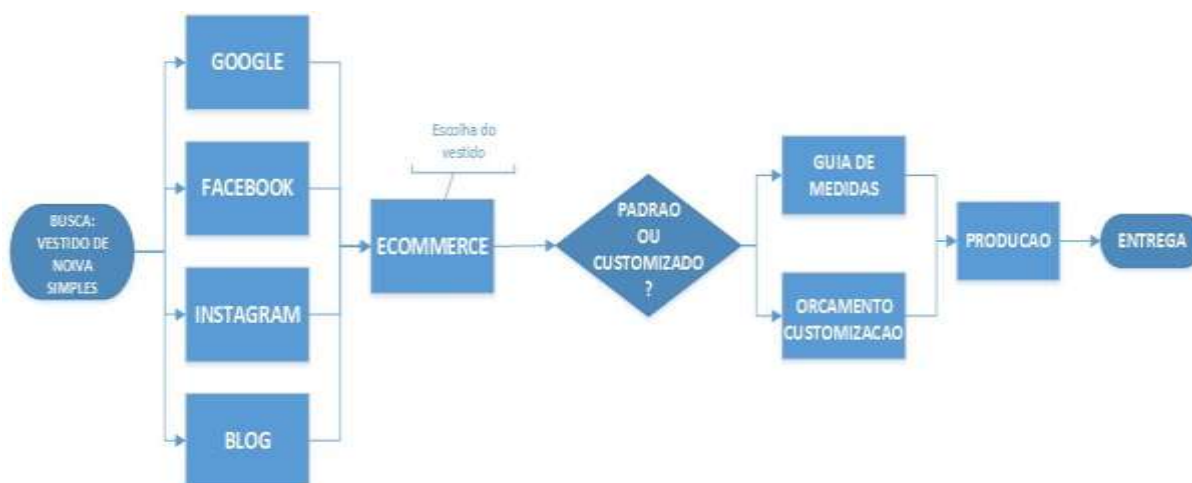 BUSCA:
VESTIDO DE
NOIVA
SIMPLES
GOOGLE
FACEBOOK
INSTAGRAM
BLOG
Escolha do
vestido
ECOMMERCE
PADRAO
OU
CUSTOMIZADO
?
GUIA DE
MEDIDAS
ORCAMENTO
CUSTOMIZACAO
PRODUCAO
ENTREGA